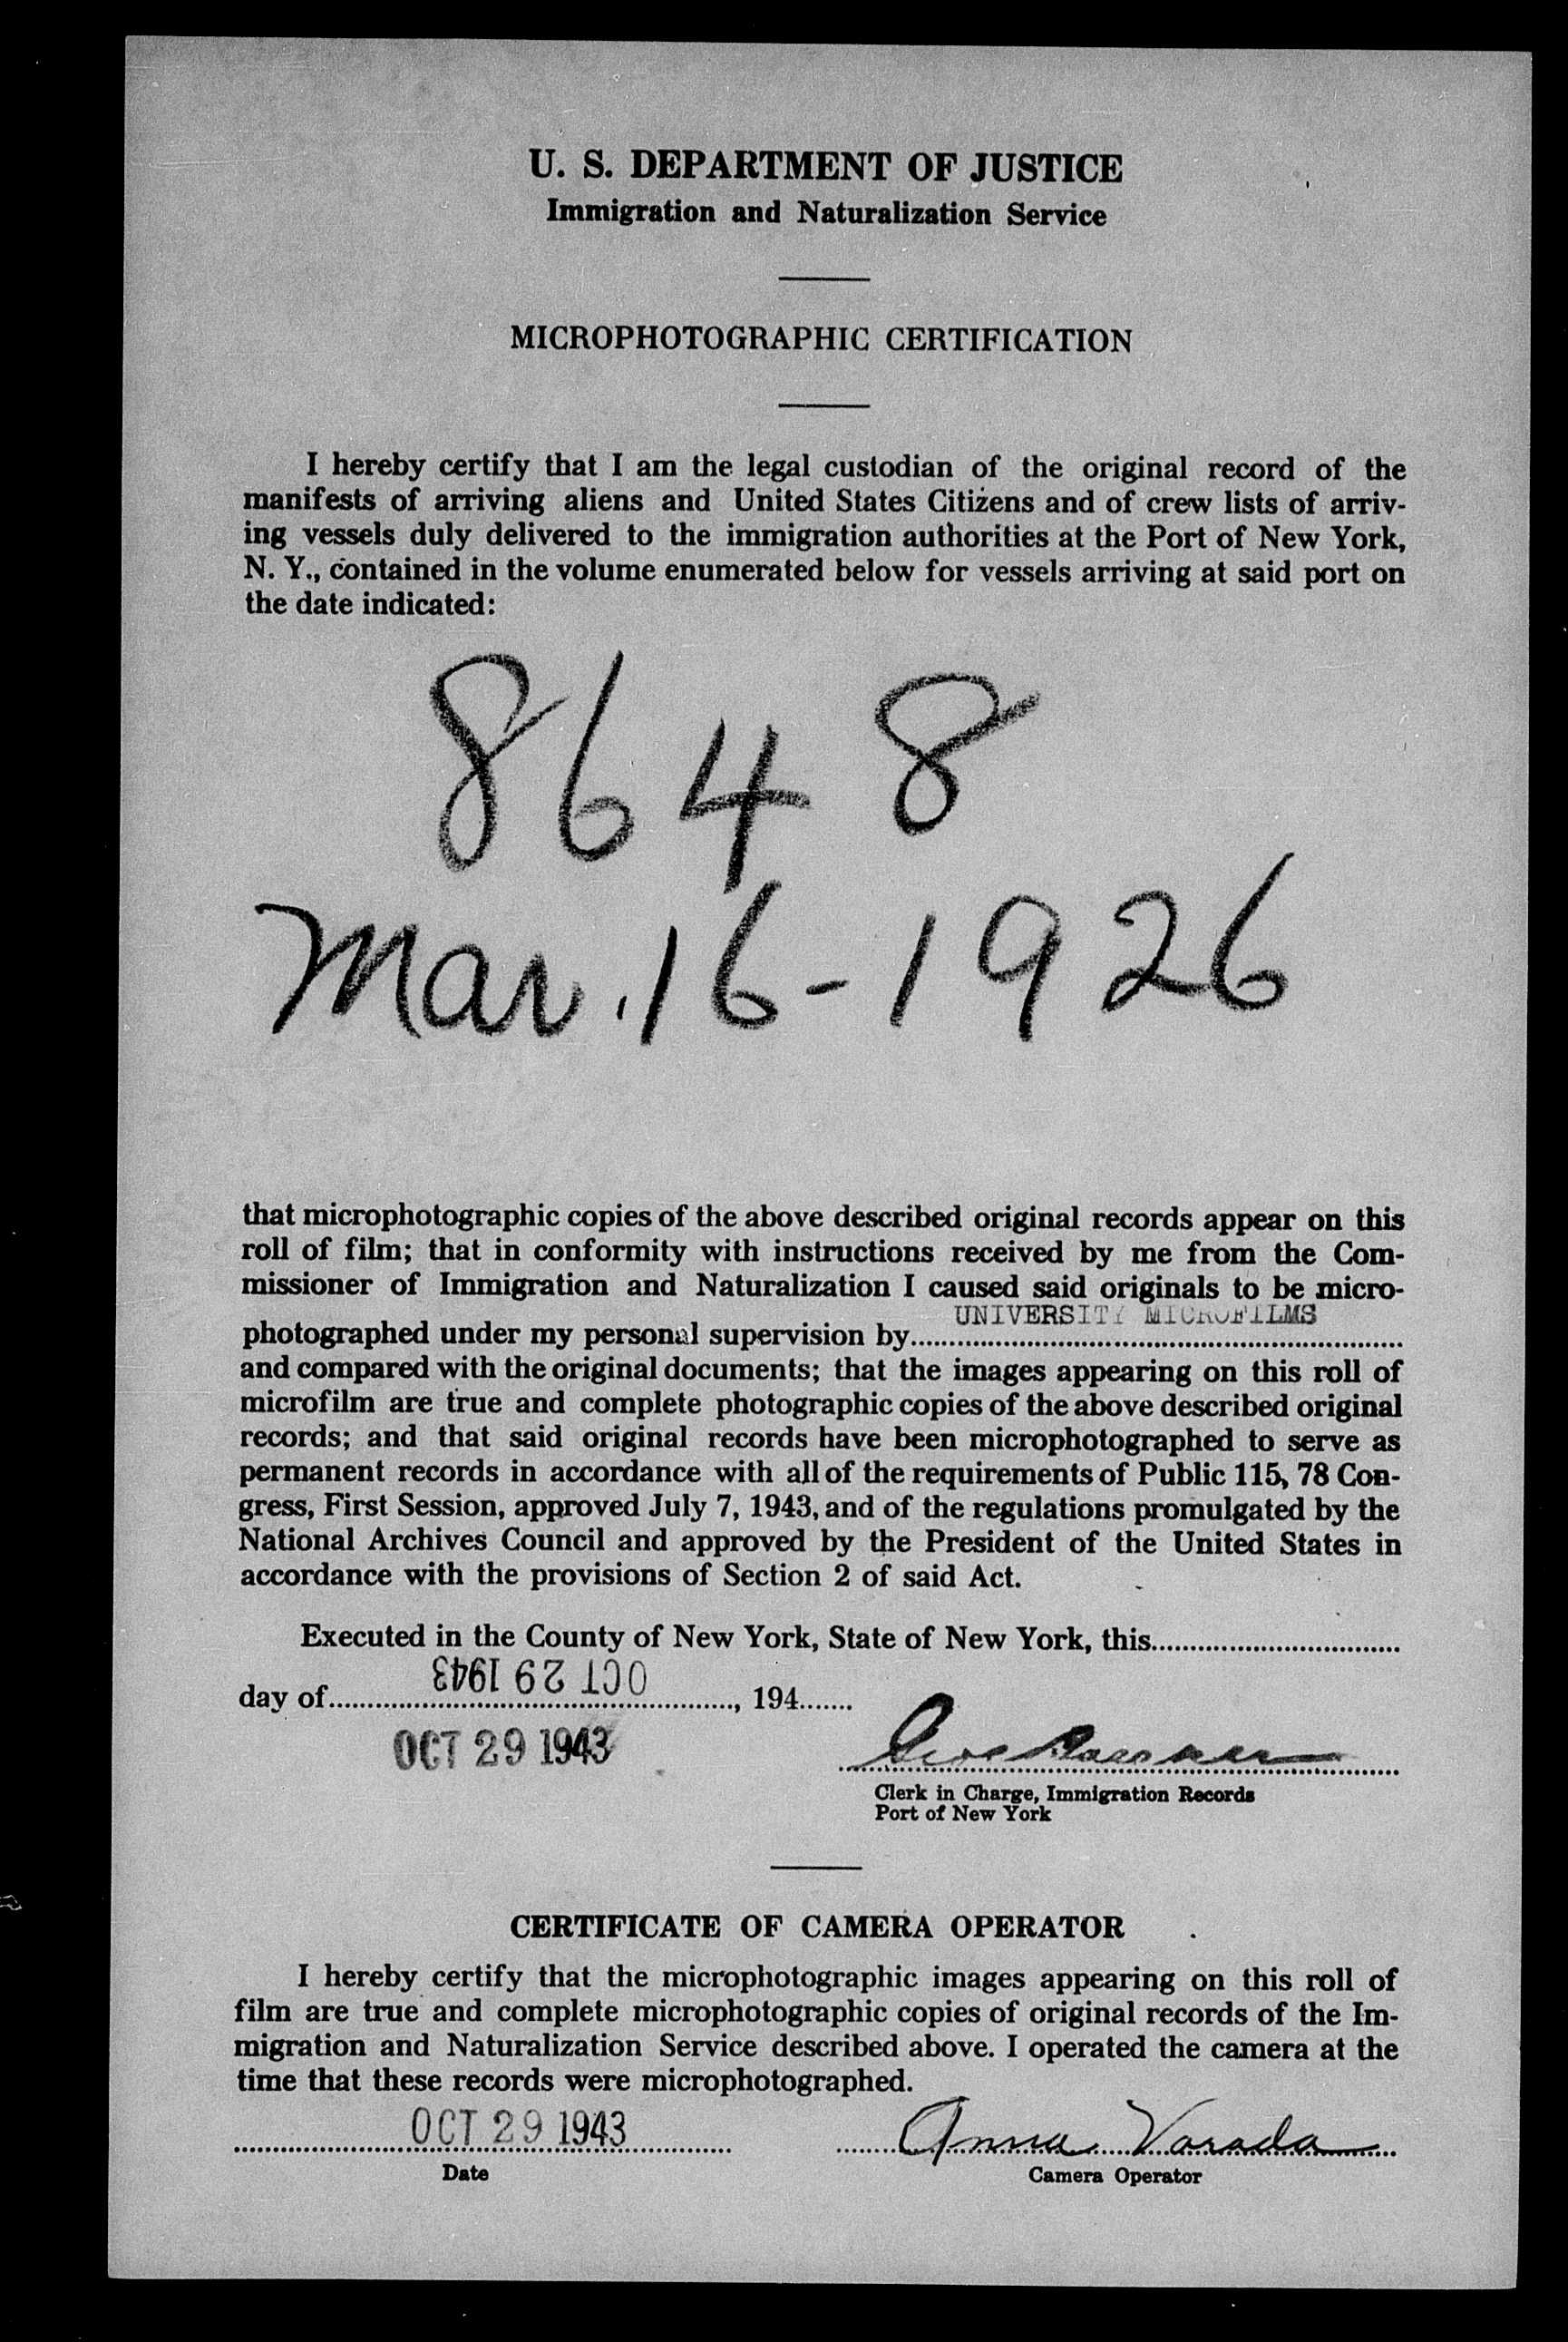 U. S. DEPARTMENT OF JUSTICE
Immigration and Naturalization Service
MICROPHOTOGRAPHIC CERTIFICATION
I hereby certify that I am the legal custodian of the original record of the
manifests of arriving aliens and United States Citizens and of crew lists of arriv-
ing vessels duly delivered to the immigration authorities at the Port of New York,
N. Y., contained in the volume enumerated below for vessels arriving at said port on
the date indicated:
8648
Mar. 16-1926
that microphotographic copies of the above described original records appear on this
roll of film; that in conformity with instructions received by me from the Com-
missioner of Immigration and Naturalization I caused said originals to be micro-
UNIVERSITY MICROFILMS
photographed under my personal supervision by
and compared with the original documents; that the images appearing on this roll of
microfilm are true and complete photographic copies of the above described original
records; and that said original records have been microphotographed to serve as
permanent records in accordance with all of the requirements of Public 115, 78 Con-
gress, First Session, approved July 7, 1943, and of the regulations promulgated by the
National Archives Council and approved by the President of the United States in
accordance with the provisions of Section 2 of said Act.
Executed in the County of New York, State of New York, this
OCT 29 1943
day of, 194
OCT 29 1943
Clerk in Charge, Immigration Records
Port of New York
CERTIFICATE OF CAMERA OPERATOR
I hereby certify that the microphotographic images appearing on this roll of
film are true and complete microphotographic copies of original records of the Im-
migration and Naturalization Service described above. I operated the camera at the
time that these records were microphotographed.
OCT 29 1943 Anna Varada
Date Camera Operator